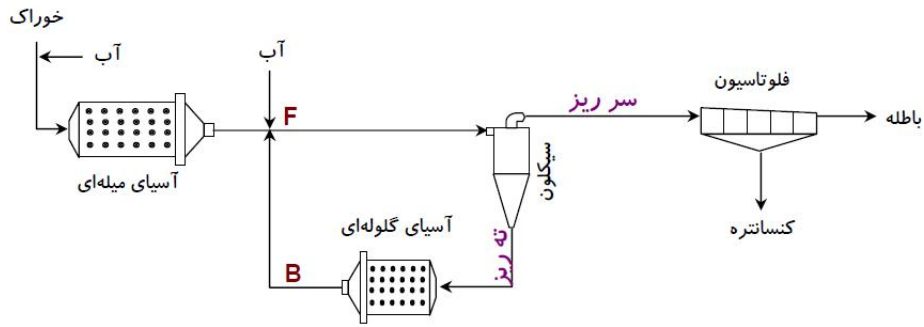 خوراک
آب
آب
F
سر ریز
فلوتاسیون
باطله
آسیای میله‌ای
سیکلون
کنسانتره
آسیای گلوله‌ای
ته ریز
B